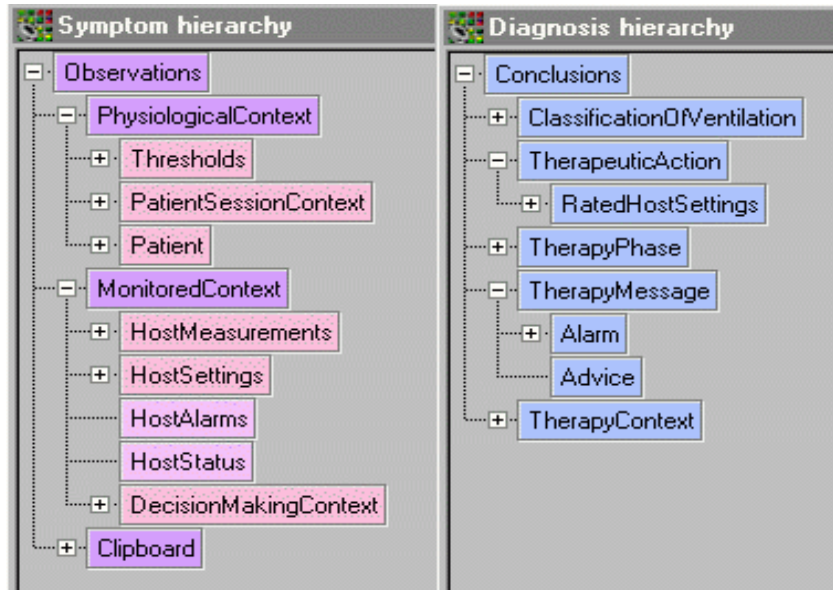 Symptom hierarchy
Observations
PhysiologicalContext
Thresholds
PatientSessionContext
Patient
MonitoredContext
HostMeasurements
HostSettings
HostAlarms
HostStatus
DecisionMakingContext
Clipboard
Diagnosis hierarchy
Conclusions
ClassificationOfVentilation
TherapeuticAction
RatedHostSettings
TherapyPhase
TherapyMessage
Alarm
Advice
TherapyContext